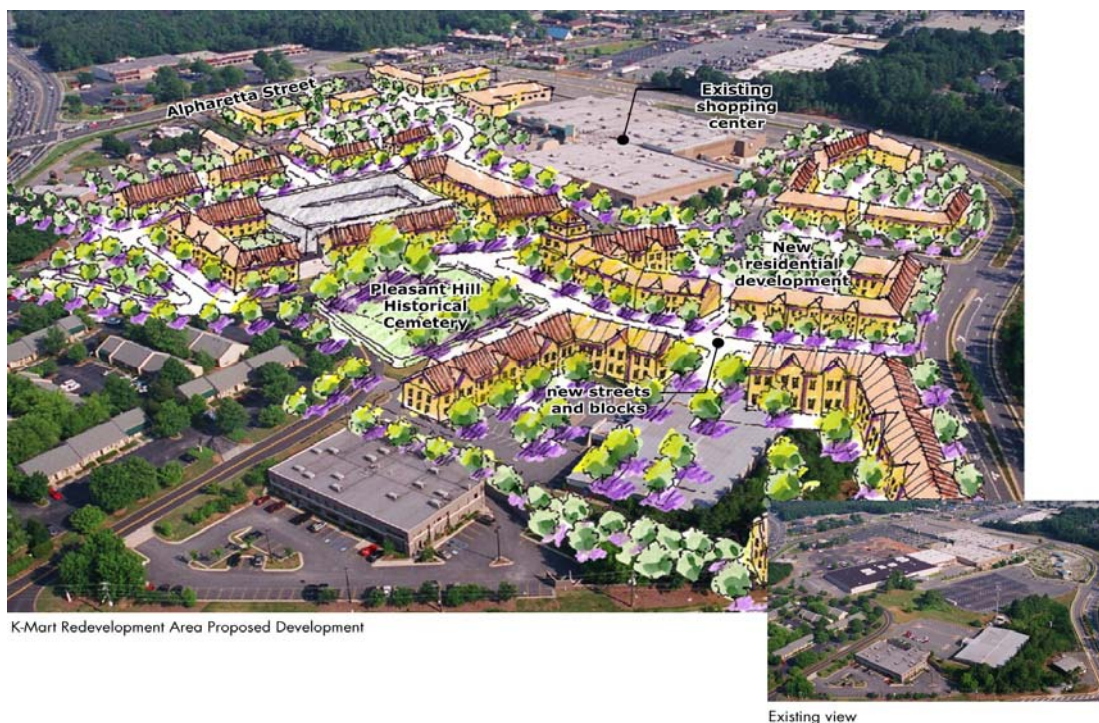 Alpharetta Street
Existing
shopping
center
New
residential
development
Pleasant Hill
Historical
Cemetery
new streets
and blocks
K-Mart Redevelopment Area Proposed Development
Existing view